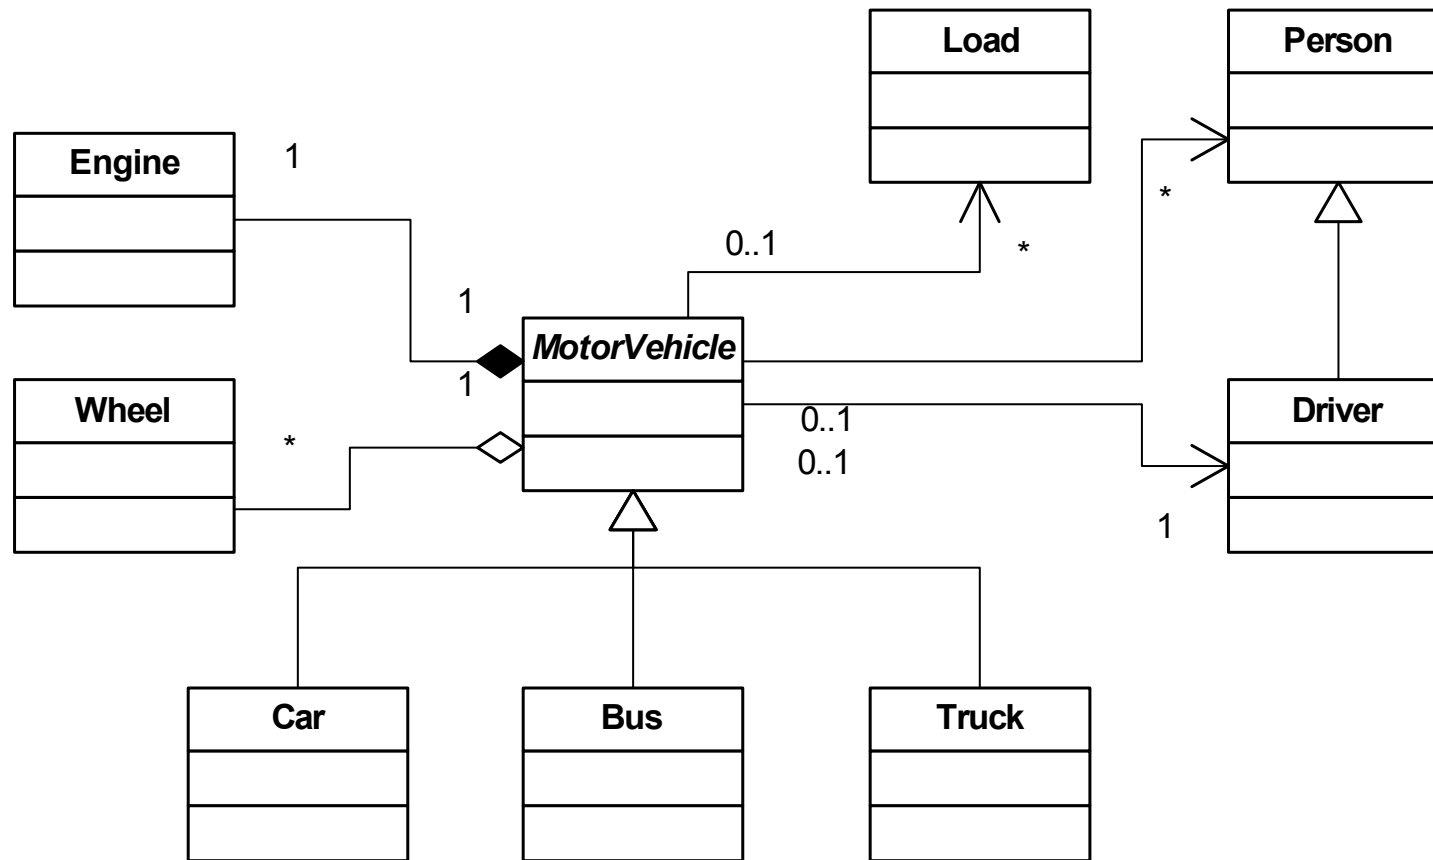 Load
Person
Engine
1
*
0..1
*
1
MotorVehicle
1
Wheel
*
0..1
Driver
0..1
1
Car
Bus
Truck